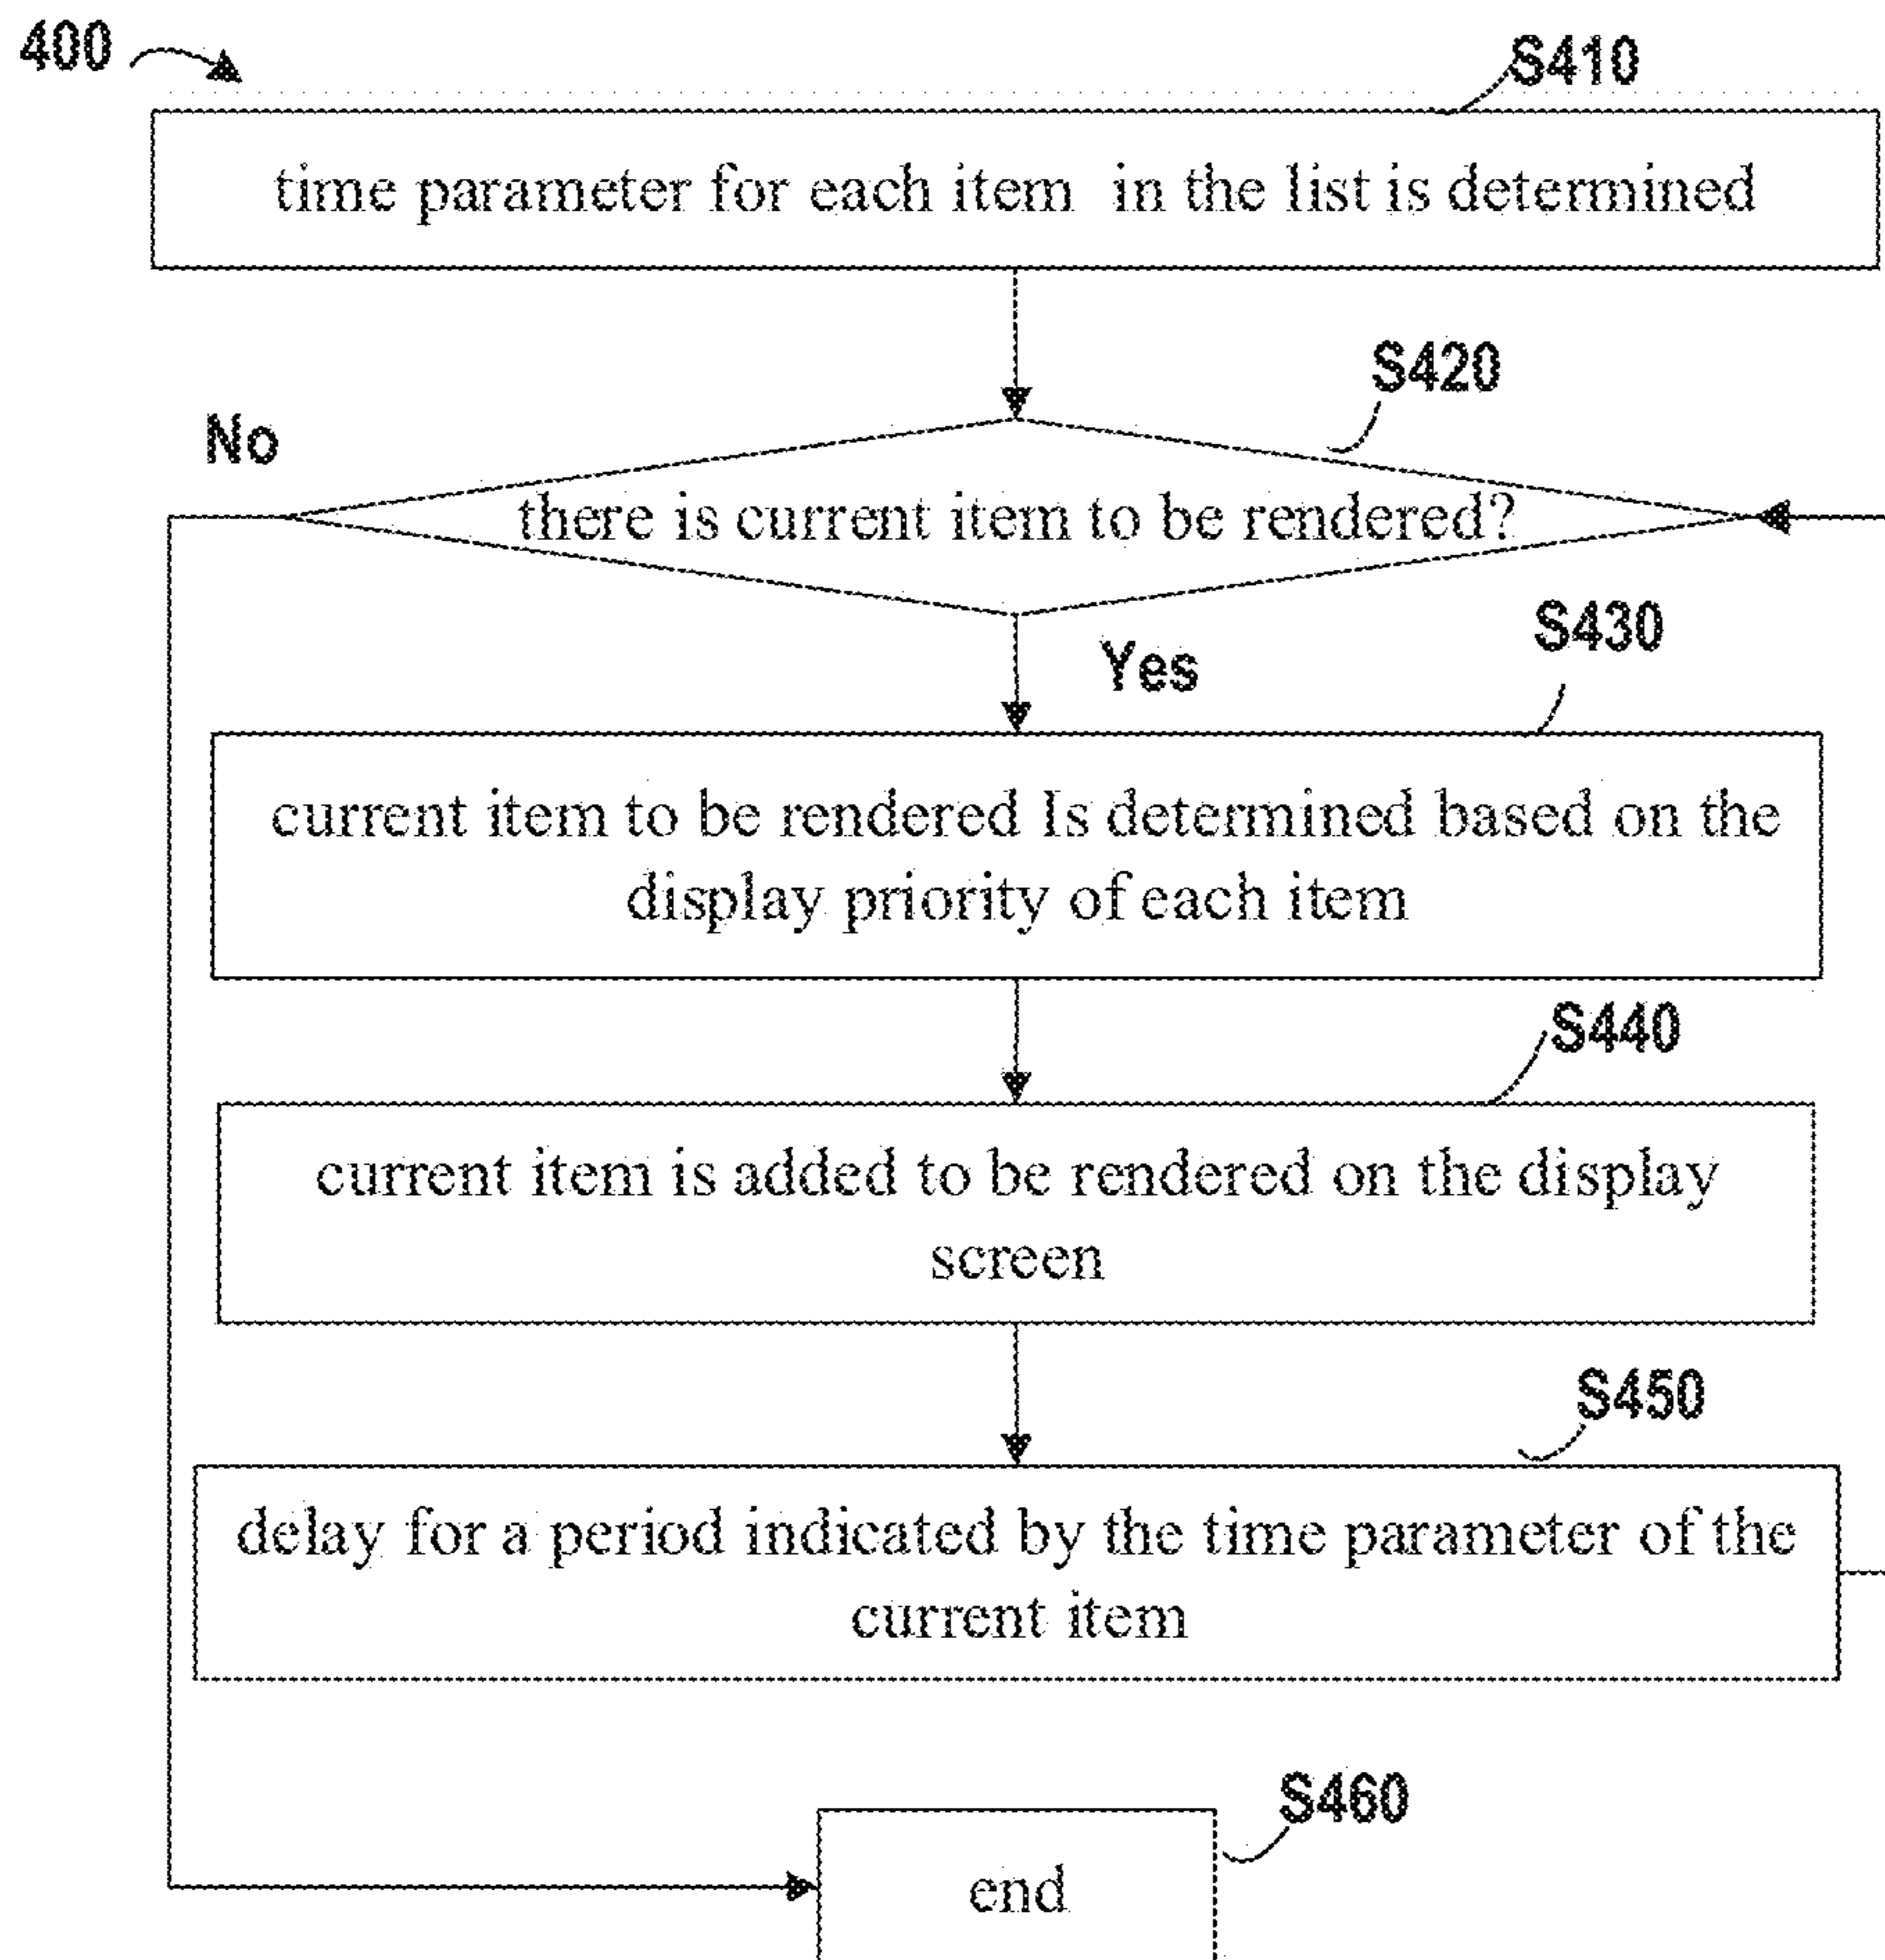 400
S410
time parameter for each item in the list is determined
S420
No
there is current item to be rendered?
S430
Yes
current item to be rendered Is determined based on the
display priority of each item
S440
current item is added to be rendered on the display
screen
S450
delay for a period indicated by the time parameter of the
current item
S460
end